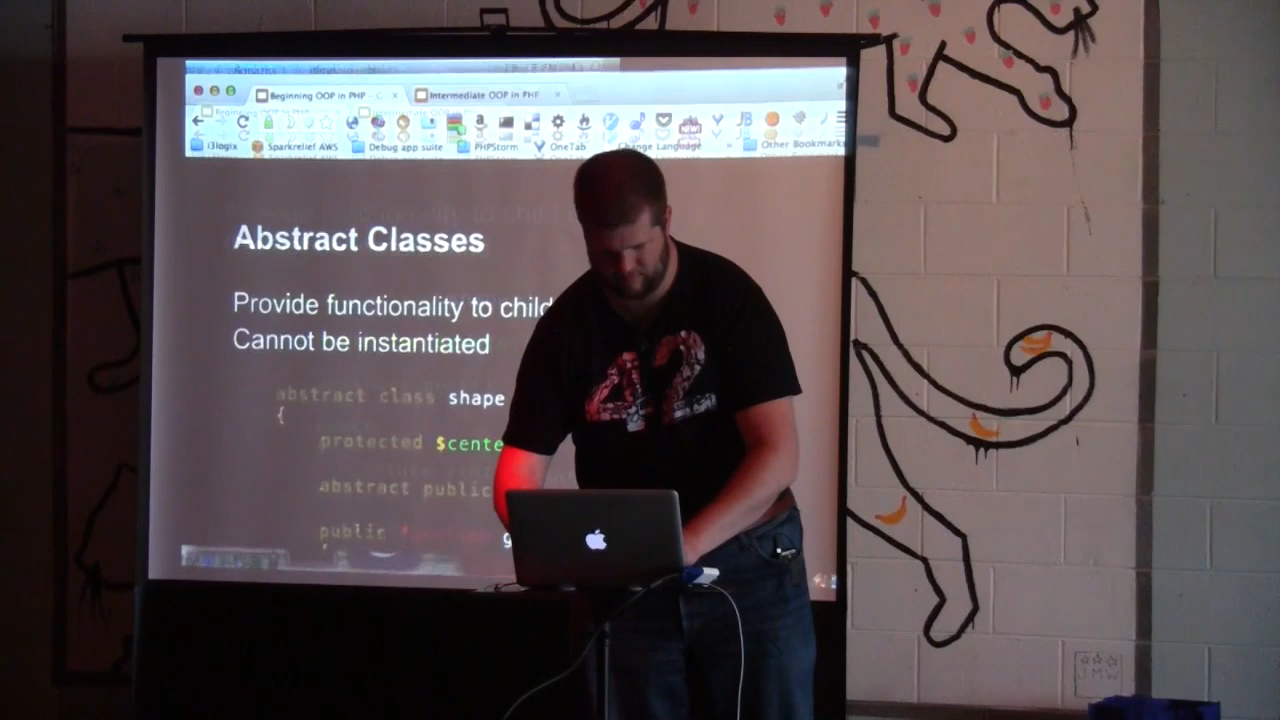 Beginning OOP in PHP
Intermediate OOP in PHP
i3logix Sparkrelief AWS Debug app suite PHPStorm OneTab Change Language » Other Bookmarks
Abstract Classes
Provide functionality to child
Cannot be instantiated
abstract class shape
{
protected $cente
abstract public
public function g
42
JMW